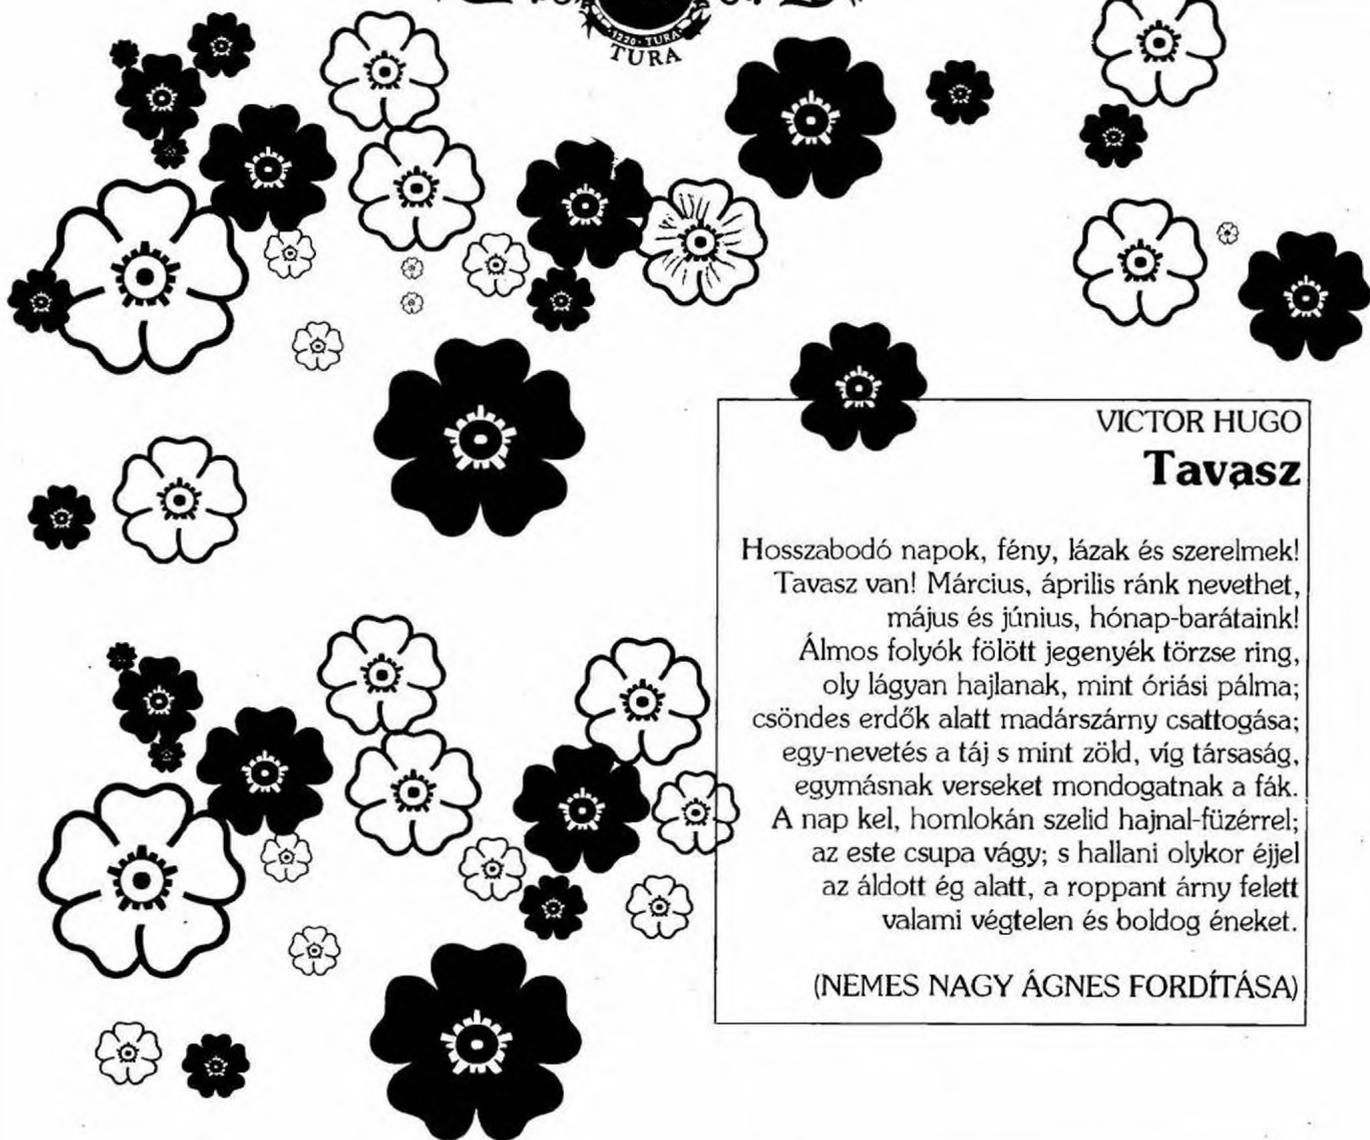 1220 · TURA
TURA
VICTOR HUGO
Tavasz
Hosszabodó napok, fény, lázak és szerelmek!
Tavasz van! Március, április ránk nevethet,
május és június, hónap-barátaink!
Álmos folyók fölött jegenyék törzse ring,
oly lágyan hajlanak, mint óriási pálma;
csöndes erdők alatt madárszárny csattogása;
egy-nevetés a táj s mint zöld, víg társaság,
egymásnak verseket mondogatnak a fák.
A nap kel, homlokán szelid hajnal-füzérrel;
az este csupa vágy; s hallani olykor éjjel
az áldott ég alatt, a roppant árny felett
valami végtelen és boldog éneket.
(NEMES NAGY ÁGNES FORDÍTÁSA)